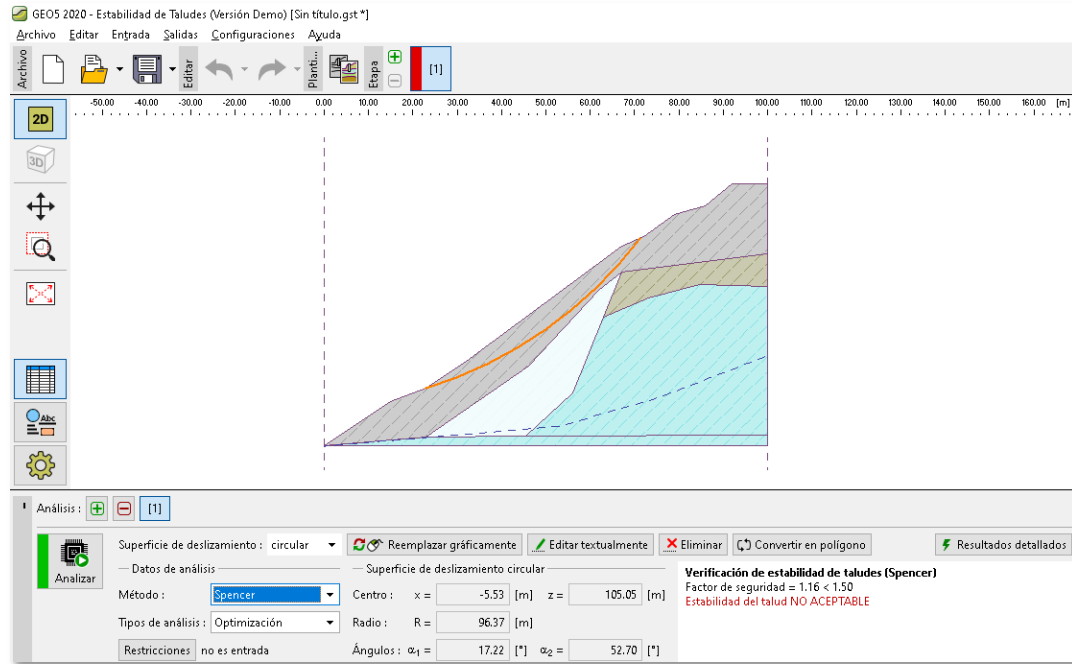 GEO5 2020 - Estabilidad de Taludes (Versión Demo) [Sin título.gst *]
Archivo Editar Entrada Salidas Configuraciones Ayuda
Archivo Editar Planti... Etapa [1]
-50.00 -40.00 -30.00 -20.00 -10.00 0.00 10.00 20.00 30.00 40.00 50.00 60.00 70.00 80.00 90.00 100.00 110.00 120.00 130.00 140.00 150.00 160.00 [m]
2D
3D
Abc
Análisis : [1]
Analizar
Superficie de deslizamiento : circular Reemplazar gráficamente Editar textualmente Eliminar Convertir en polígono Resultados detallados
Datos de análisis Superficie de deslizamiento circular
Método : Spencer Centro : x = -5.53 [m] z = 105.05 [m]
Tipos de análisis : Optimización Radio : R = 96.37 [m]
Restricciones no es entrada Ángulos : α1 = 17.22 [°] α2 = 52.70 [°]
Verificación de estabilidad de taludes (Spencer)
Factor de seguridad = 1.16 < 1.50
Estabilidad del talud NO ACEPTABLE